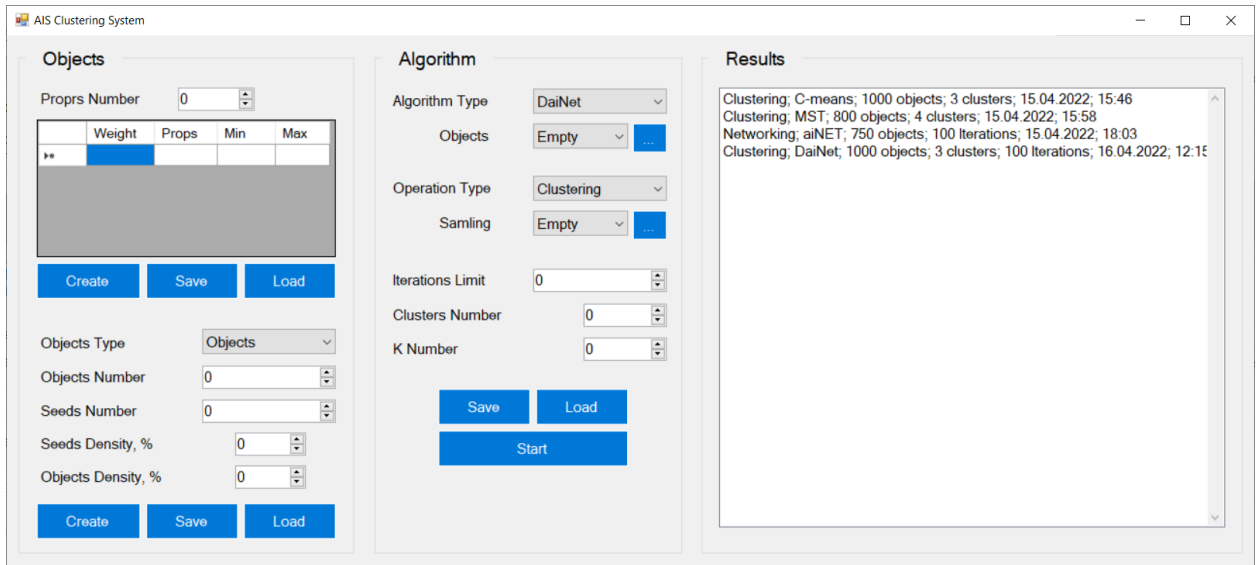 AIS Clustering System
Objects
Proprs Number 0
Weight Props Min Max
Create Save Load
Objects Type Objects
Objects Number 0
Seeds Number 0
Seeds Density, % 0
Objects Density, % 0
Create Save Load
Algorithm
Algorithm Type DaiNet
Objects Empty ...
Operation Type Clustering
Samling Empty ...
Iterations Limit 0
Clusters Number 0
K Number 0
Save Load
Start
Results
Clustering; C-means; 1000 objects; 3 clusters; 15.04.2022; 15:46
Clustering; MST; 800 objects; 4 clusters; 15.04.2022; 15:58
Networking; aiNET; 750 objects; 100 Iterations; 15.04.2022; 18:03
Clustering; DaiNet; 1000 objects; 3 clusters; 100 Iterations; 16.04.2022; 12:15